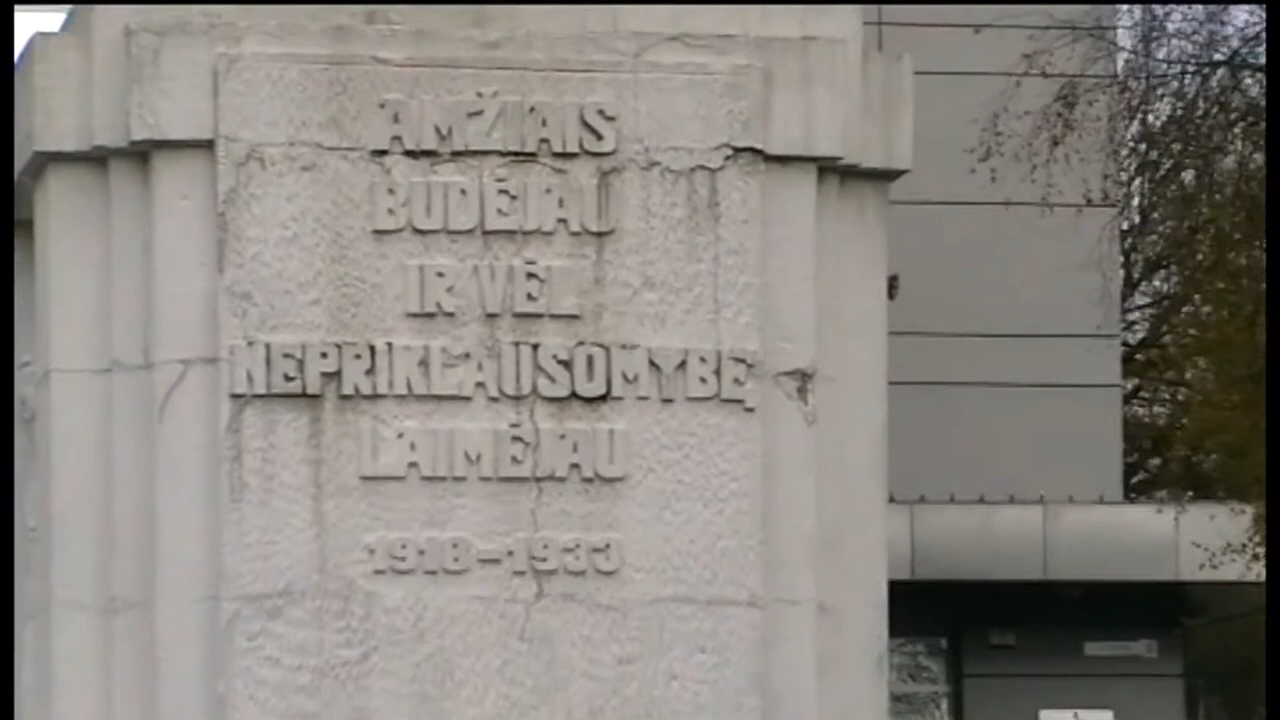 AMŽIAIS
BUDĖJAU
IR VĖL
NEPRIKLAUSOMYBĘ
LAIMĖJAU
1918-1933